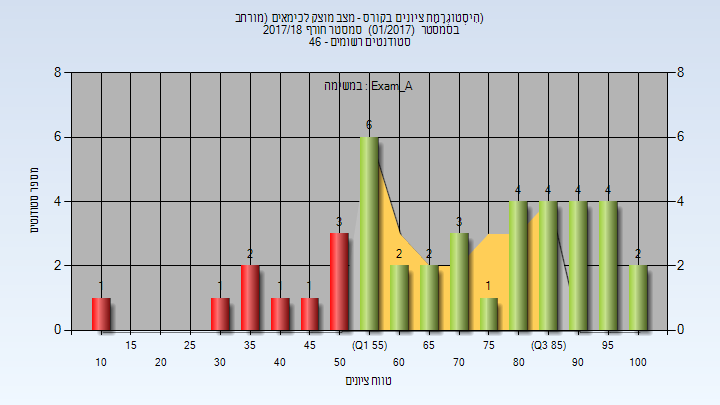 (הִיסְטוֹגְרָמַת ציונים בקורס - מצב מוצק לכימאים (מורחב
בסמסטר (01/2017) סמסטר חורף 2017/18
סטודנטים רשומים - 46
במשימה : Exam_A
8 8
6 6
4 4
2 2
0 0
מספר סטודנטים
1 1 2 1 1 3 6 2 2 3 1 4 4 4 4 2
15 25 35 45 (Q1 55) 65 75 (Q3 85) 95
10 20 30 40 50 60 70 80 90 100
טווח ציונים